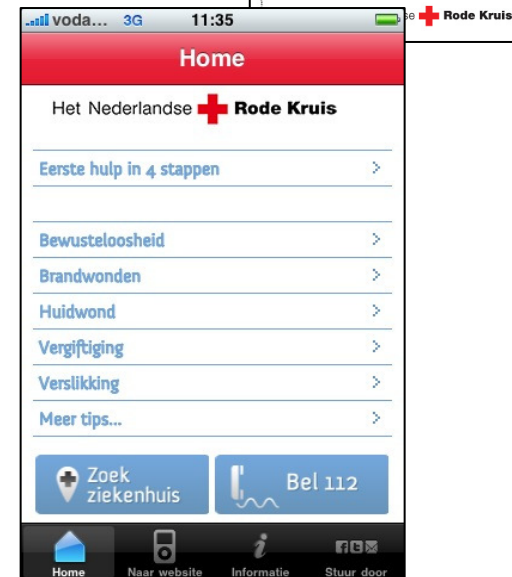 voda... 3G 11:35
se Rode Kruis
Home
Het Nederlandse Rode Kruis
Eerste hulp in 4 stappen
Bewusteloosheid
Brandwonden
Huidwond
Vergiftiging
Verslikking
Meer tips...
Zoek ziekenhuis
Bel 112
Home Naar website Informatie Stuur door